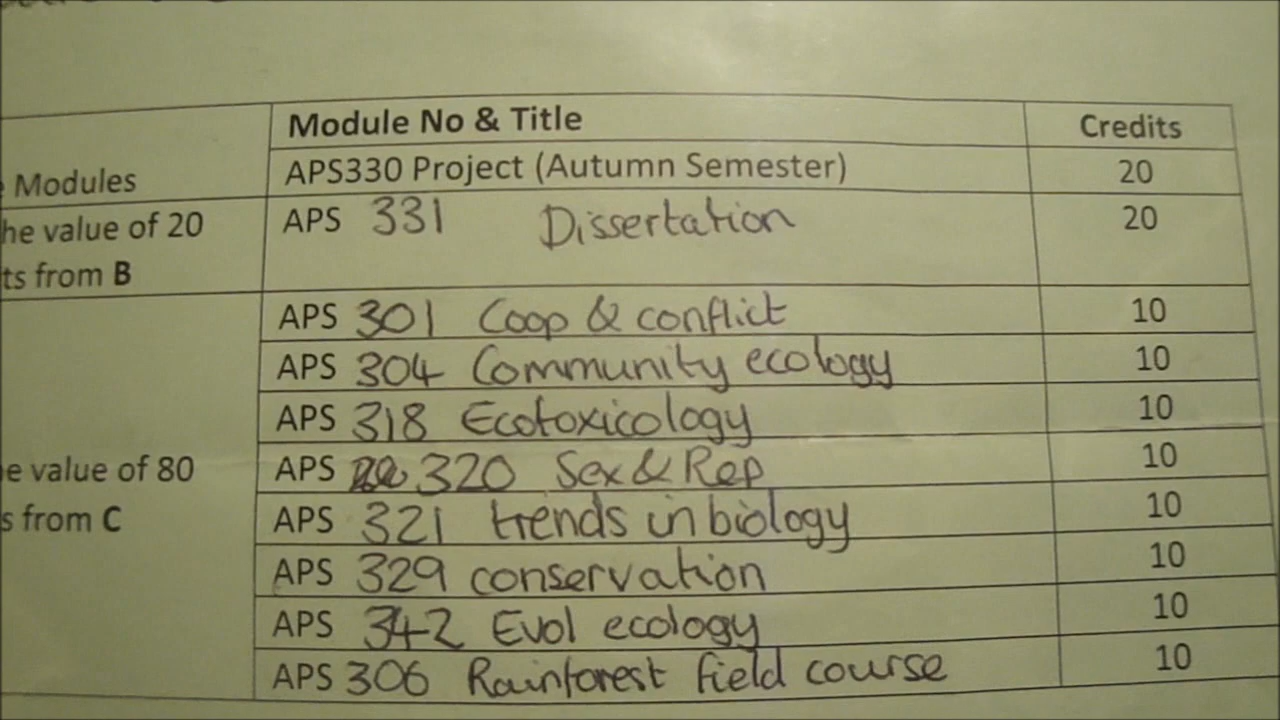 Module No & Title Credits
Modules APS330 Project (Autumn Semester) 20
he value of 20 APS 331 Dissertation 20
ts from B
APS 301 Coop & conflict 10
APS 304 Community ecology 10
APS 318 Ecotoxicology 10
e value of 80 APS 320 Sex & Rep 10
s from C APS 321 trends in biology 10
APS 329 conservation 10
APS 342 Evol ecology 10
APS 306 Rainforest field course 10